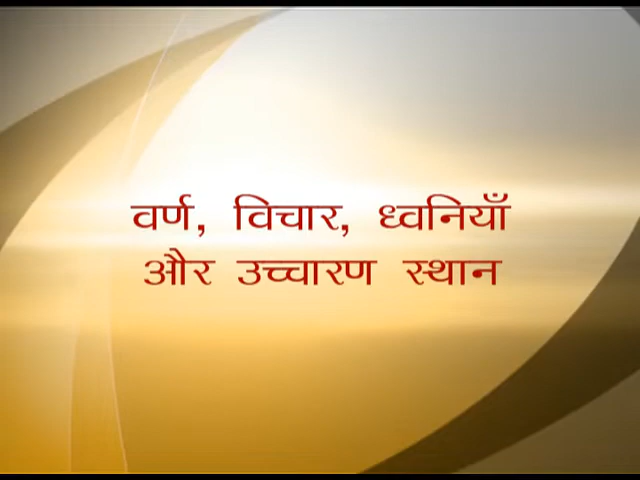 वर्ण, विचार, ध्वनियाँ
और उच्चारण स्थान